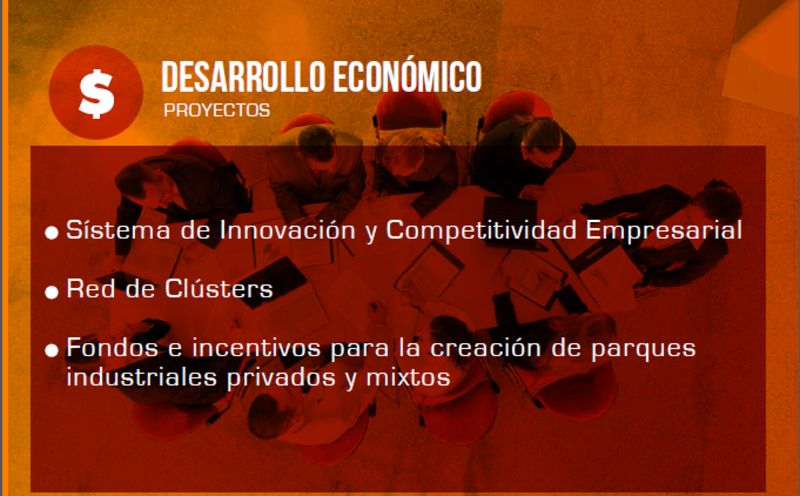 $
DESARROLLO ECONÓMICO
PROYECTOS
Sístema de Innovación y Competitividad Empresarial
Red de Clústers
Fondos e incentivos para la creación de parques
industriales privados y mixtos